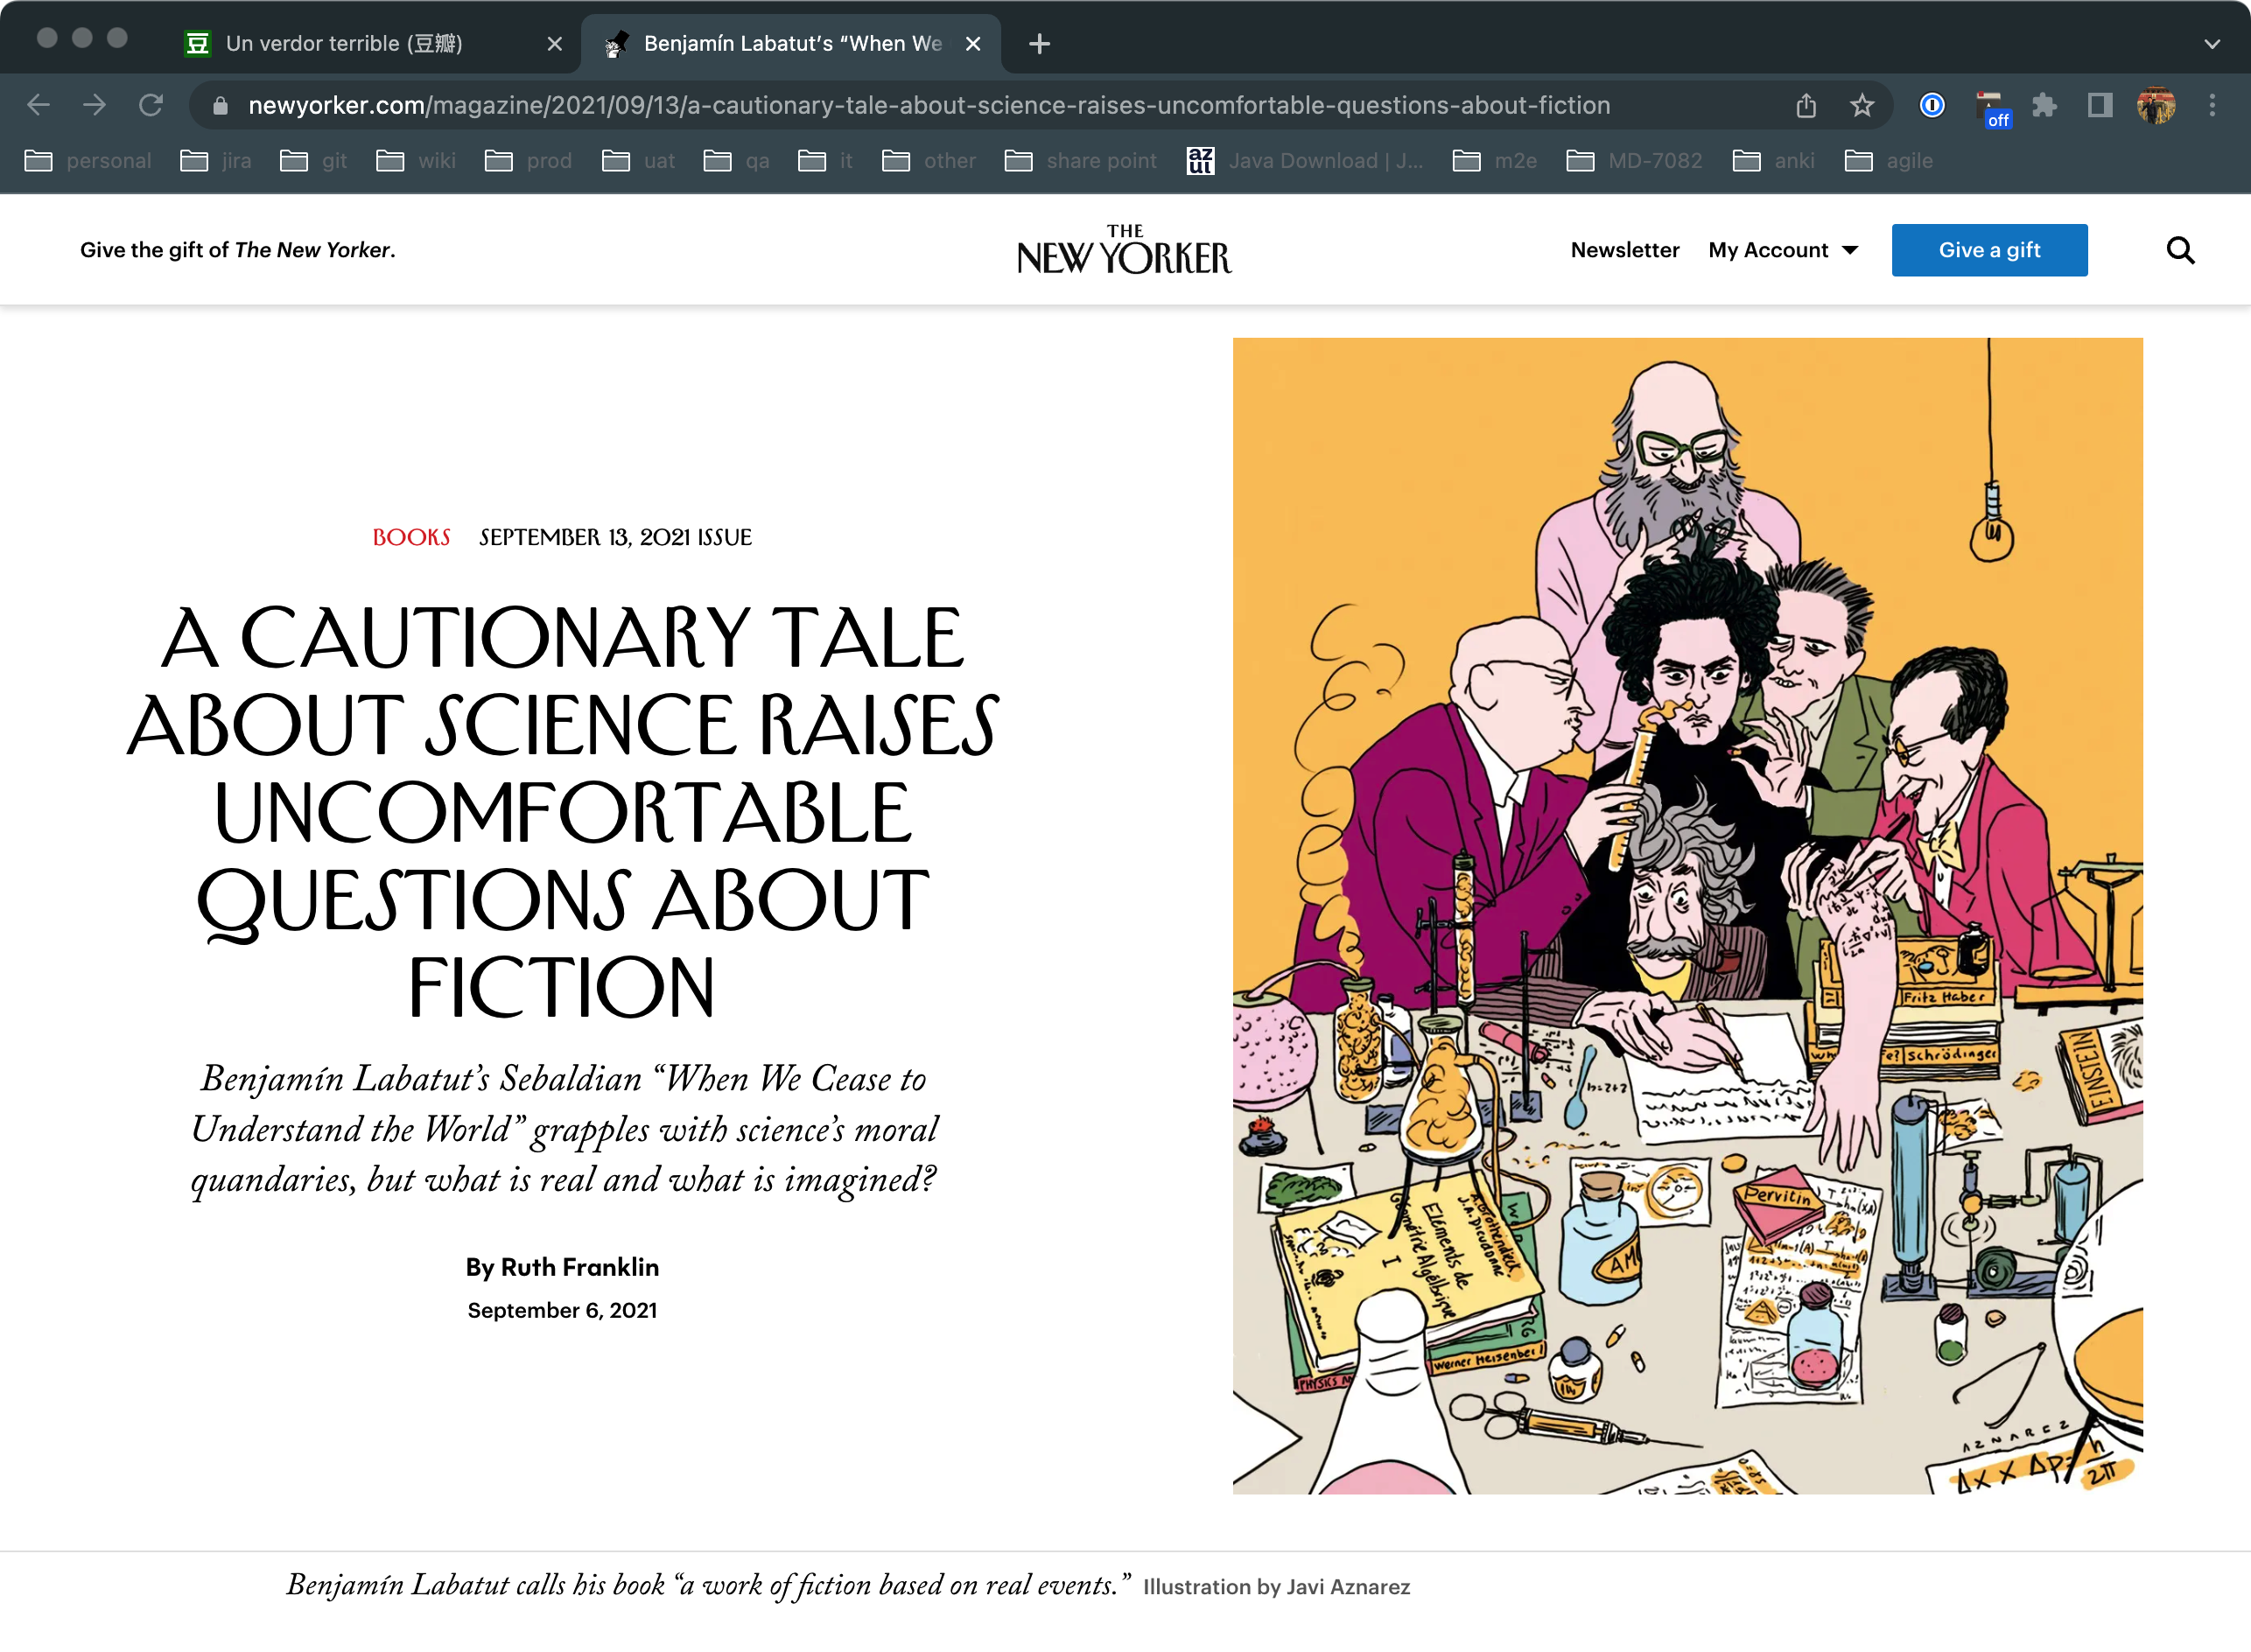 Un verdor terrible (豆瓣)
Benjamín Labatut's “When We
newyorker.com/magazine/2021/09/13/a-cautionary-tale-about-science-raises-uncomfortable-questions-about-fiction
off
personal jira git wiki prod uat qa it other share point Java Download | J... m2e MD-7082 anki agile
Give the gift of The New Yorker.
THE
NEW YORKER
Newsletter My Account Give a gift
BOOKS SEPTEMBER 13, 2021 ISSUE
A CAUTIONARY TALE
ABOUT SCIENCE RAISES
UNCOMFORTABLE
QUESTIONS ABOUT
FICTION
Benjamín Labatut's Sebaldian “When We Cease to
Understand the World” grapples with science's moral
quandaries, but what is real and what is imagined?
By Ruth Franklin
September 6, 2021
Fritz Haber
Schrödinger
EINSTEIN
Pervitin
A. Grothendieck
J.A. Dieudonné
Eléments de
Géométrie Algébrique
I
Werner Heisenber
PHYSICS
AZNAREZ
Δx x Δp= h
2π
Benjamín Labatut calls his book “a work of fiction based on real events.” Illustration by Javi Aznarez